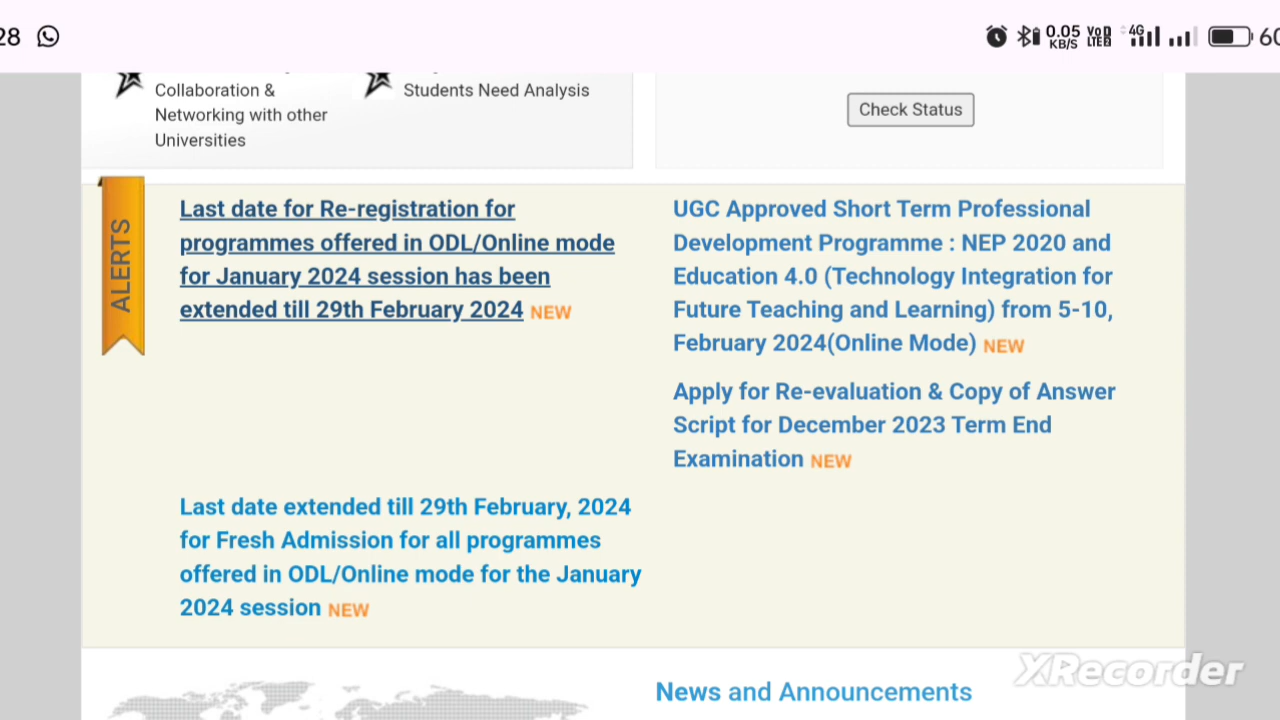 28
0.05
KB/S
4G
60
Collaboration &
Networking with other
Universities
Students Need Analysis
Check Status
ALERTS
Last date for Re-registration for
programmes offered in ODL/Online mode
for January 2024 session has been
extended till 29th February 2024 NEW
Last date extended till 29th February, 2024
for Fresh Admission for all programmes
offered in ODL/Online mode for the January
2024 session NEW
UGC Approved Short Term Professional
Development Programme : NEP 2020 and
Education 4.0 (Technology Integration for
Future Teaching and Learning) from 5-10,
February 2024(Online Mode) NEW
Apply for Re-evaluation & Copy of Answer
Script for December 2023 Term End
Examination NEW
News and Announcements
XRecorder